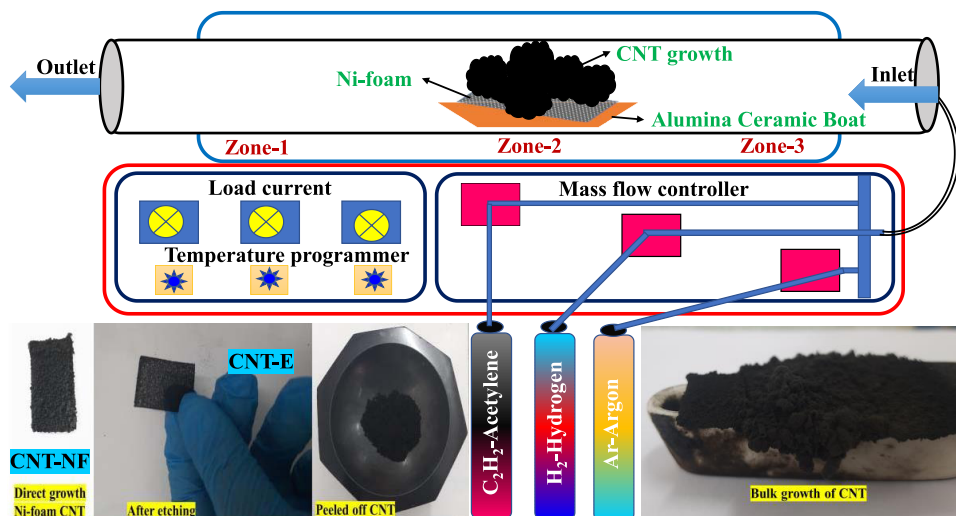 Outlet
Ni-foam
CNT growth
Inlet
Alumina Ceramic Boat
Zone-1
Zone-2
Zone-3
Load current
Mass flow controller
Temperature programmer
CNT-NF
Direct growth
Ni-foam CNT
CNT-E
After etching
Peeled off CNT
C₂H₂-Acetylene
H₂-Hydrogen
Ar-Argon
Bulk growth of CNT